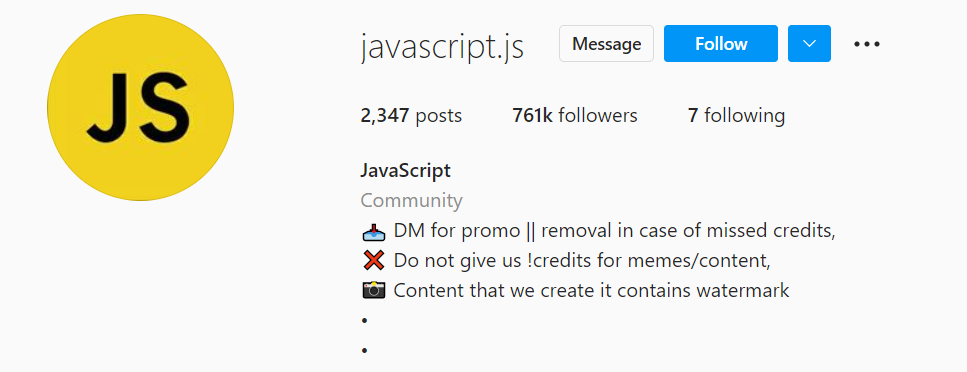 JS
javascript.js Message Follow
2,347 posts 761k followers 7 following
JavaScript
Community
📥 DM for promo || removal in case of missed credits,
❌ Do not give us !credits for memes/content,
📸 Content that we create it contains watermark
•
•